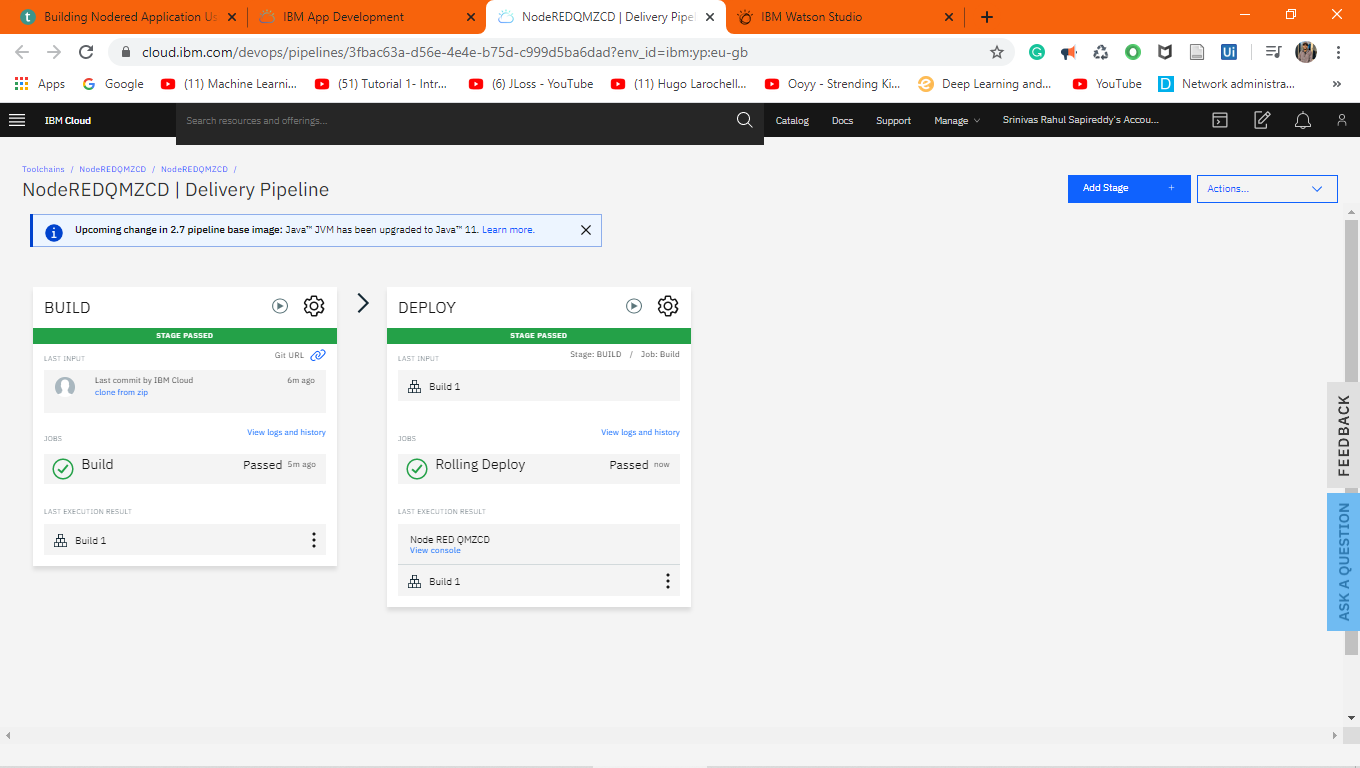 Building Nodered Application Us
IBM App Development
NodeREDQMZCD | Delivery Pipel
IBM Watson Studio
cloud.ibm.com/devops/pipelines/3fbac63a-d56e-4e4e-b75d-c999d5ba6dad?env_id=ibm:yp:eu-gb
Apps
Google
(11) Machine Learni...
(51) Tutorial 1- Intr...
(6) JLoss - YouTube
(11) Hugo Larochell...
Ooyy - Strending Ki...
Deep Learning and...
YouTube
Network administra...
IBM Cloud
Search resources and offerings...
Catalog
Docs
Support
Manage
Srinivas Rahul Sapireddy's Accou...
Toolchains / NodeREDQMZCD / NodeREDQMZCD /
NodeREDQMZCD | Delivery Pipeline
Add Stage +
Actions...
Upcoming change in 2.7 pipeline base image: Java™ JVM has been upgraded to Java™ 11. Learn more.
BUILD
STAGE PASSED
LAST INPUT
Git URL
Last commit by IBM Cloud
6m ago
clone from zip
JOBS
View logs and history
Build
Passed 5m ago
LAST EXECUTION RESULT
Build 1
DEPLOY
STAGE PASSED
LAST INPUT
Stage: BUILD / Job: Build
Build 1
JOBS
View logs and history
Rolling Deploy
Passed now
LAST EXECUTION RESULT
Node RED QMZCD
View console
Build 1
FEEDBACK
ASK A QUESTION